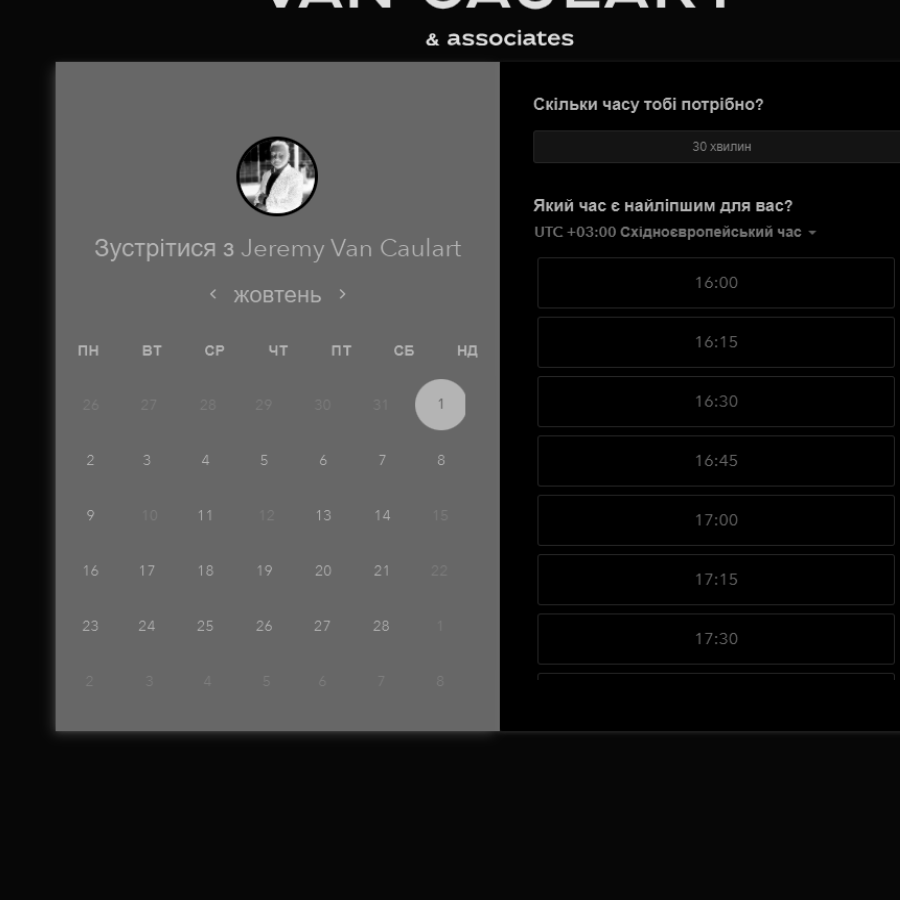 VAN CAULART
& associates
Зустрітися з Jeremy Van Caulart
жовтень
ПН ВТ СР ЧТ ПТ СБ НД
26 27 28 29 30 31 1
2 3 4 5 6 7 8
9 10 11 12 13 14 15
16 17 18 19 20 21 22
23 24 25 26 27 28 1
2 3 4 5 6 7 8
Скільки часу тобі потрібно?
30 хвилин
Який час є найліпшим для вас?
UTC +03:00 Східноєвропейський час
16:00
16:15
16:30
16:45
17:00
17:15
17:30